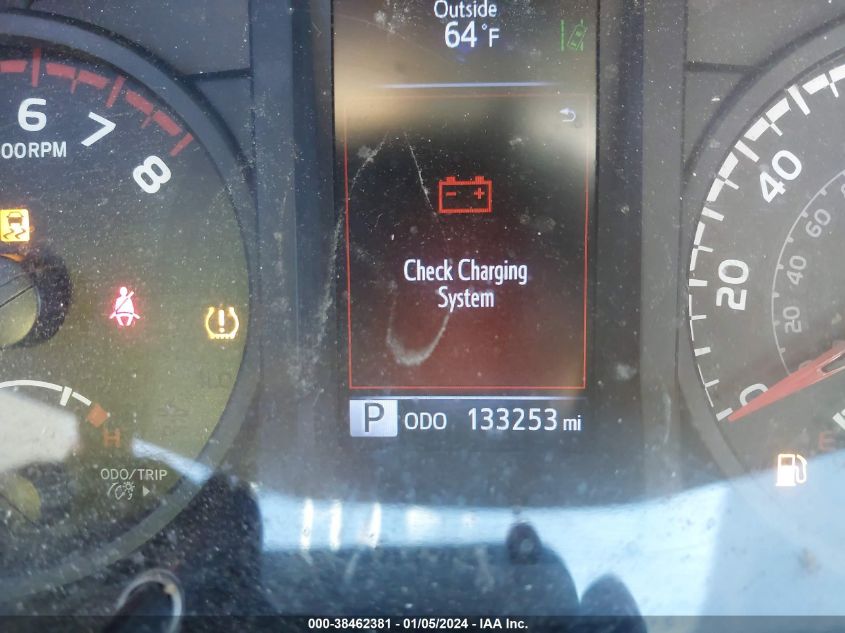 Outside
64°F
6
7
8
00RPM
Check Charging
System
P ODO 133253 mi
H
ODO/TRIP
40
20
0
60
40
20
E
000-38462381 - 01/05/2024 - IAA Inc.